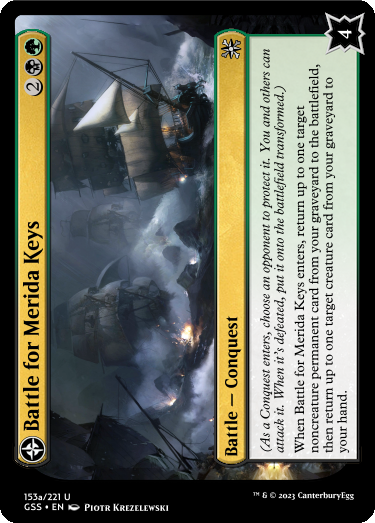 Battle for Merida Keys
2
Battle — Conquest
(As a Conquest enters, choose an opponent to protect it. You and others can
attack it. When it's defeated, put it onto the battlefield transformed.)
When Battle for Merida Keys enters, return up to one target
noncreature permanent card from your graveyard to the battlefield,
then return up to one target creature card from your graveyard to
your hand.
4
153a/221 U
GSS • EN Piotr Krezelewski
™ & © 2023 CanterburyEgg